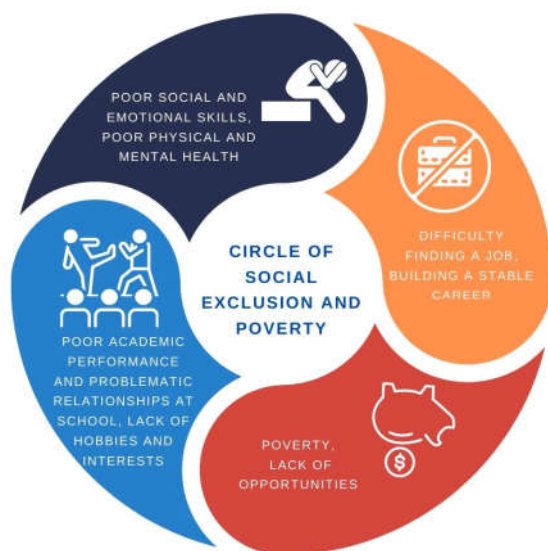 POOR SOCIAL AND
EMOTIONAL SKILLS,
POOR PHYSICAL AND
MENTAL HEALTH
DIFFICULTY
FINDING A JOB,
BUILDING A STABLE
CAREER
CIRCLE OF
SOCIAL
EXCLUSION AND
POVERTY
POOR ACADEMIC
PERFORMANCE
AND PROBLEMATIC
RELATIONSHIPS AT
SCHOOL, LACK OF
HOBBIES AND
INTERESTS
POVERTY,
LACK OF
OPPORTUNITIES
$